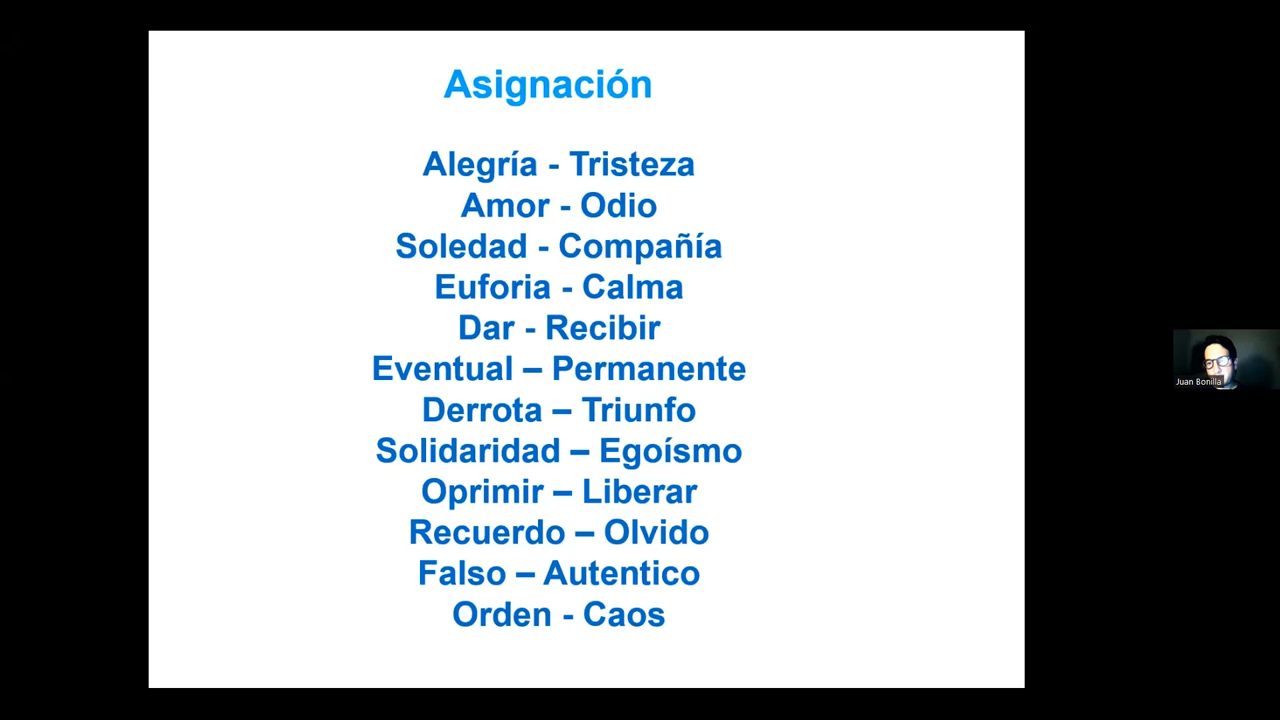 Asignación
Alegría - Tristeza
Amor - Odio
Soledad - Compañía
Euforia - Calma
Dar - Recibir
Eventual – Permanente
Derrota – Triunfo
Solidaridad – Egoísmo
Oprimir – Liberar
Recuerdo – Olvido
Falso – Autentico
Orden - Caos
Juan Bonilla